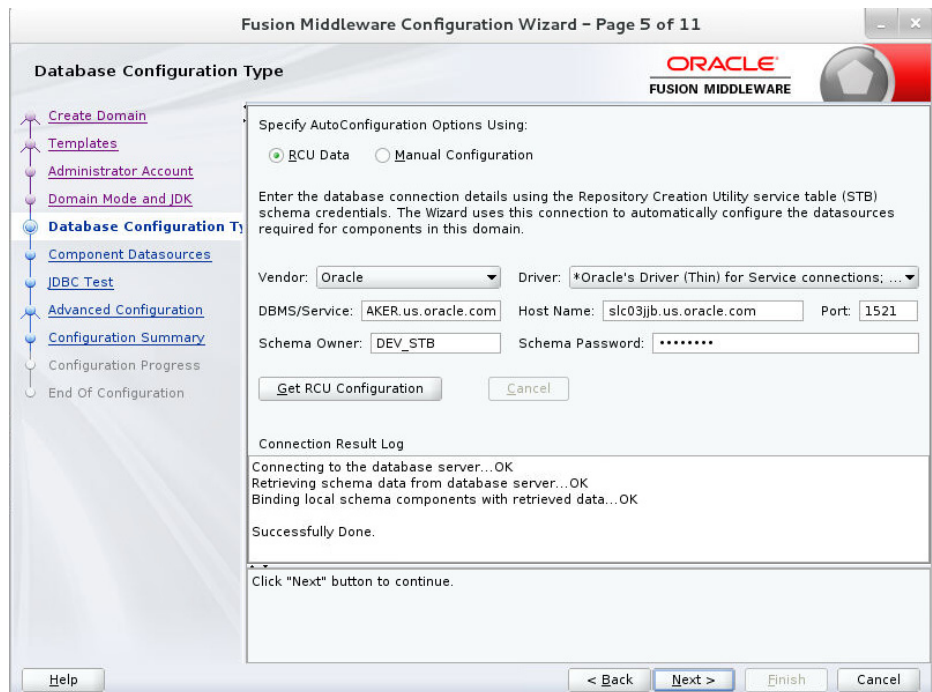 Fusion Middleware Configuration Wizard – Page 5 of 11
Database Configuration Type
ORACLE
FUSION MIDDLEWARE
Create Domain
Templates
Administrator Account
Domain Mode and JDK
Database Configuration Ty
Component Datasources
JDBC Test
Advanced Configuration
Configuration Summary
Configuration Progress
End Of Configuration
Specify AutoConfiguration Options Using:
RCU Data Manual Configuration
Enter the database connection details using the Repository Creation Utility service table (STB)
schema credentials. The Wizard uses this connection to automatically configure the datasources
required for components in this domain.
Vendor: Oracle Driver: *Oracle's Driver (Thin) for Service connections; ...
DBMS/Service: AKER.us.oracle.com Host Name: slc03jjb.us.oracle.com Port: 1521
Schema Owner: DEV_STB Schema Password: ••••••••
Get RCU Configuration Cancel
Connection Result Log
Connecting to the database server...OK
Retrieving schema data from database server...OK
Binding local schema components with retrieved data...OK
Successfully Done.
Click "Next" button to continue.
Help < Back Next > Finish Cancel